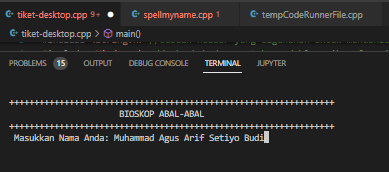 tiket-desktop.cpp 9+ spellmyname.cpp 1 tempCodeRunnerFile.cpp
tiket-desktop.cpp > main()
PROBLEMS 15 OUTPUT DEBUG CONSOLE TERMINAL JUPYTER
+++++++++++++++++++++++++++++++++++++++++++++++++++++++++++++++++
BIOSKOP ABAL-ABAL
+++++++++++++++++++++++++++++++++++++++++++++++++++++++++++++++++
Masukkan Nama Anda: Muhammad Agus Arif Setiyo Budi